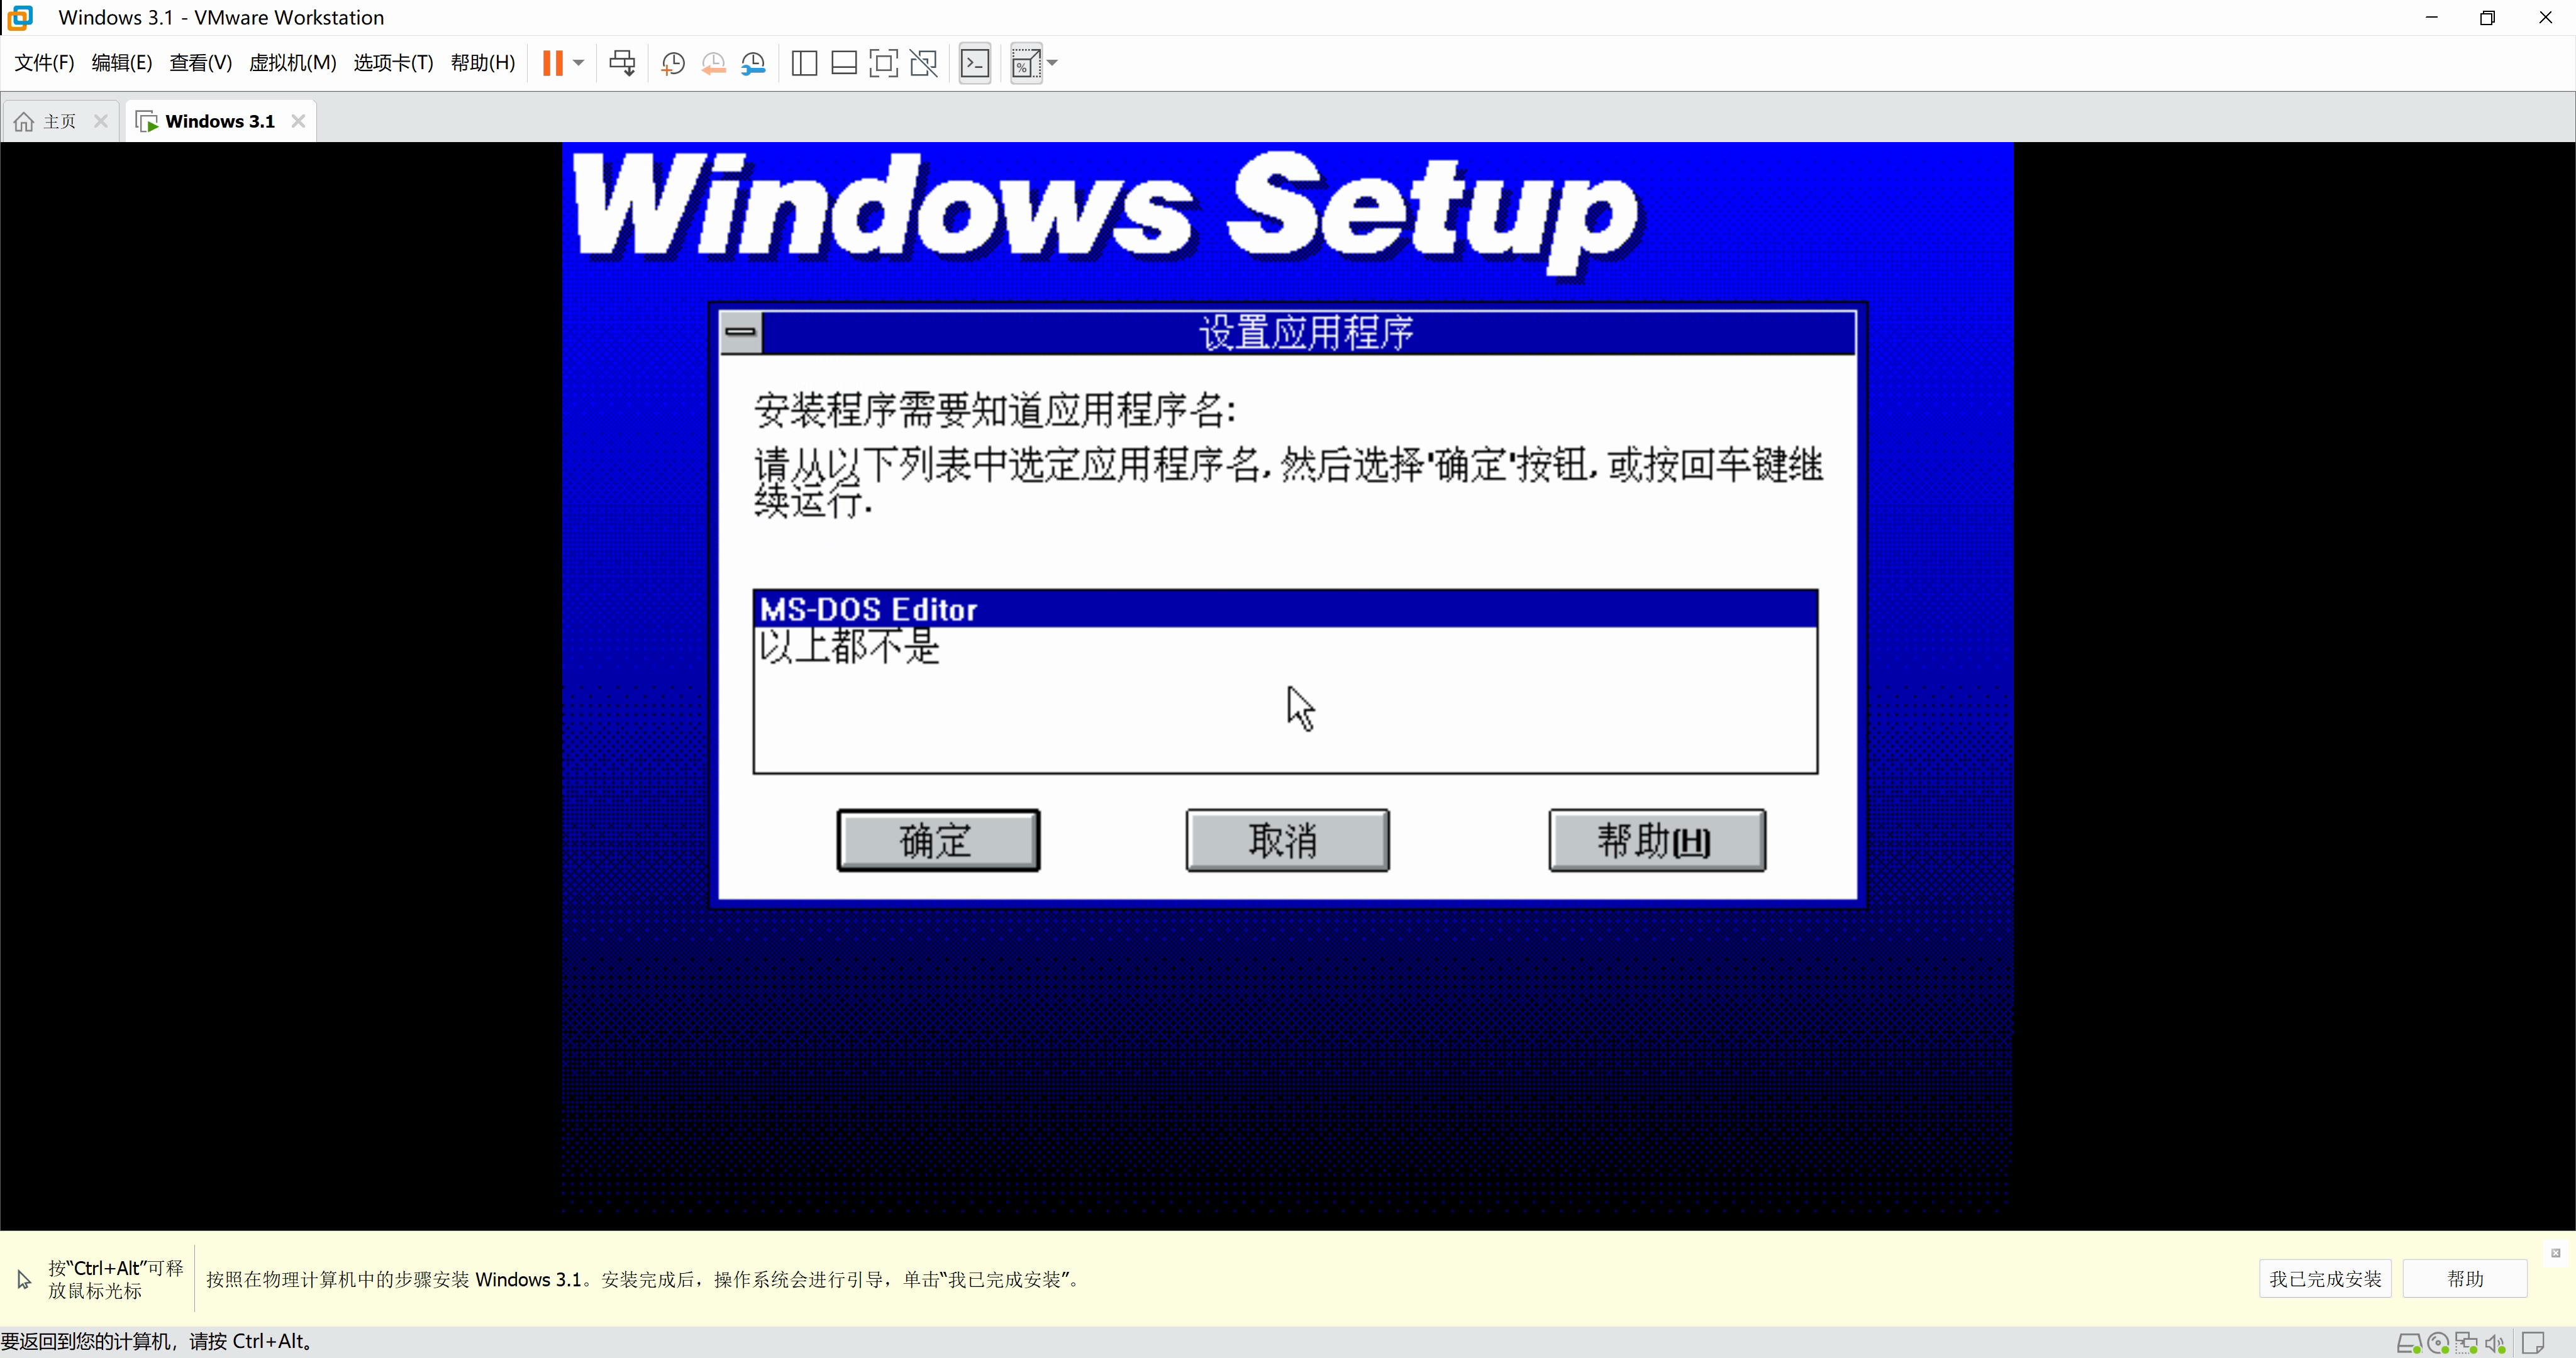 Windows 3.1 - VMware Workstation
文件(F) 编辑(E) 查看(V) 虚拟机(M) 选项卡(T) 帮助(H)
主页 Windows 3.1
Windows Setup
设置应用程序
安装程序需要知道应用程序名:
请从以下列表中选定应用程序名, 然后选择'确定'按钮, 或按回车键继
续运行.
MS-DOS Editor
以上都不是
确定 取消 帮助(H)
按“Ctrl+Alt”可释
放鼠标光标
按照在物理计算机中的步骤安装 Windows 3.1。安装完成后，操作系统会进行引导，单击“我已完成安装”。
我已完成安装 帮助
要返回到您的计算机，请按 Ctrl+Alt。